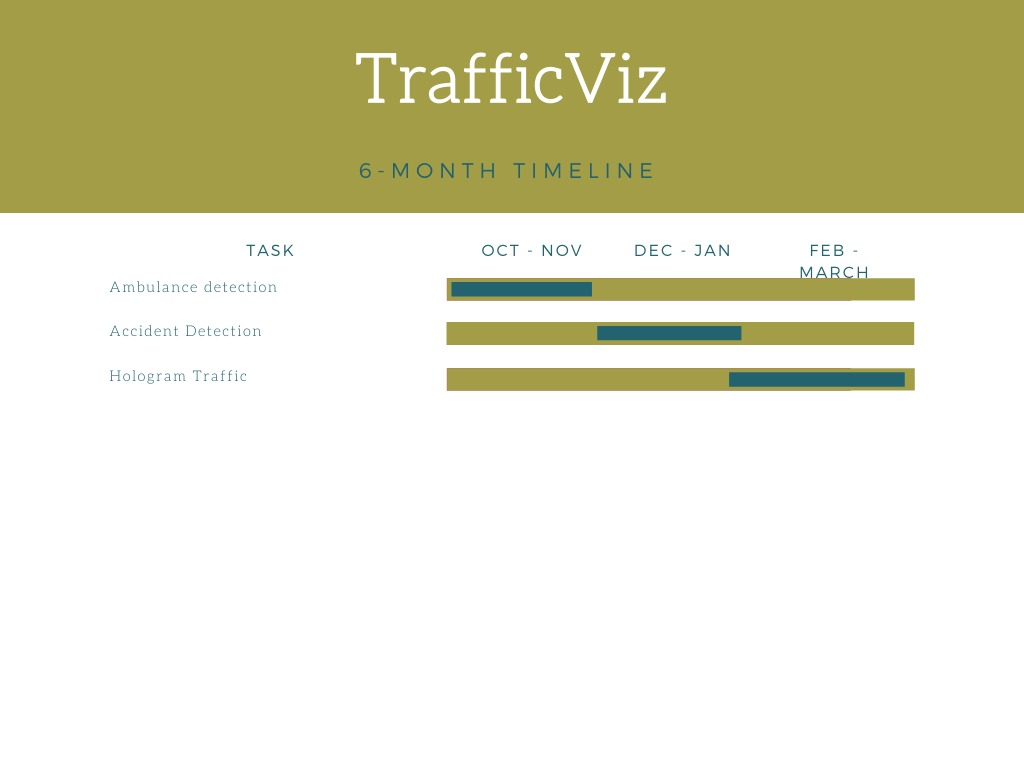 TrafficViz
6-MONTH TIMELINE
TASK
OCT - NOV
DEC - JAN
FEB -
MARCH
Ambulance detection
Accident Detection
Hologram Traffic